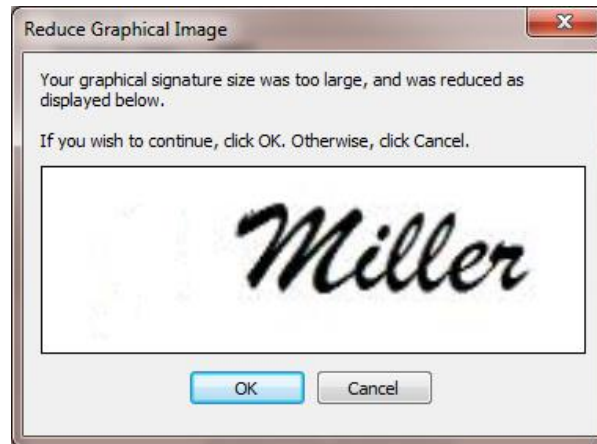 Reduce Graphical Image
Your graphical signature size was too large, and was reduced as
displayed below.
If you wish to continue, click OK. Otherwise, click Cancel.
Miller
OK Cancel